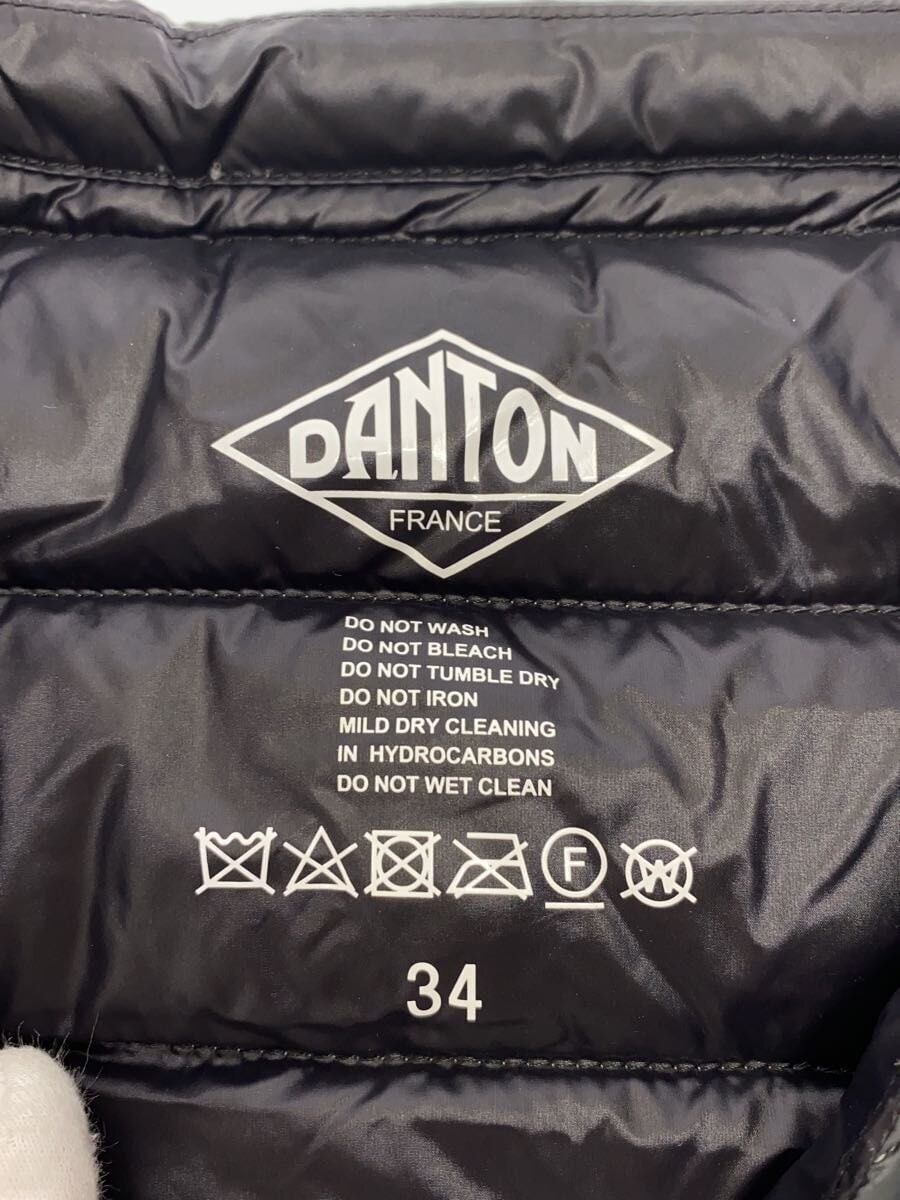 DANTON
FRANCE
DO NOT WASH
DO NOT BLEACH
DO NOT TUMBLE DRY
DO NOT IRON
MILD DRY CLEANING
IN HYDROCARBONS
DO NOT WET CLEAN
F W
34